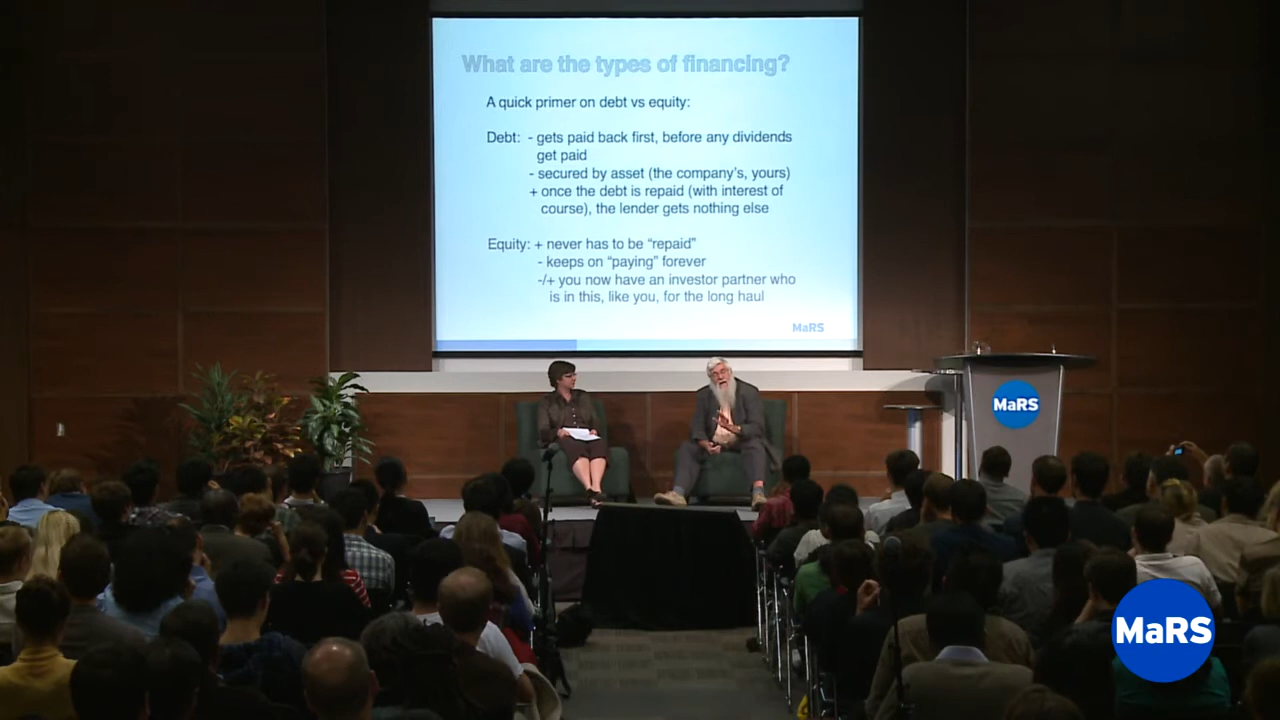 What are the types of financing?
A quick primer on debt vs equity:
Debt: - gets paid back first, before any dividends
get paid
- secured by asset (the company's, yours)
+ once the debt is repaid (with interest of
course), the lender gets nothing else
Equity: + never has to be "repaid"
- keeps on "paying" forever
-/+ you now have an investor partner who
is in this, like you, for the long haul
MaRS
MaRS
MaRS